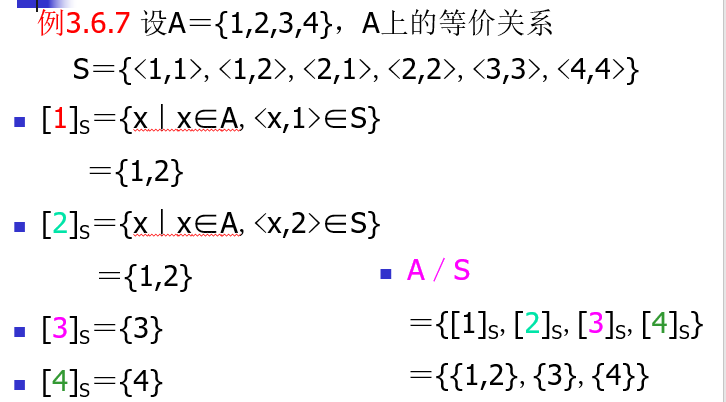 例3.6.7 设A＝{1,2,3,4}，A上的等价关系
S＝{<1,1>,<1,2>,<2,1>,<2,2>,<3,3>,<4,4>}
[1]S＝{x｜x∈A,<x,1>∈S}
＝{1,2}
[2]S＝{x｜x∈A,<x,2>∈S}
＝{1,2}
[3]S＝{3}
[4]S＝{4}
A／S
＝{[1]S,[2]S,[3]S,[4]S}
＝{{1,2},{3},{4}}